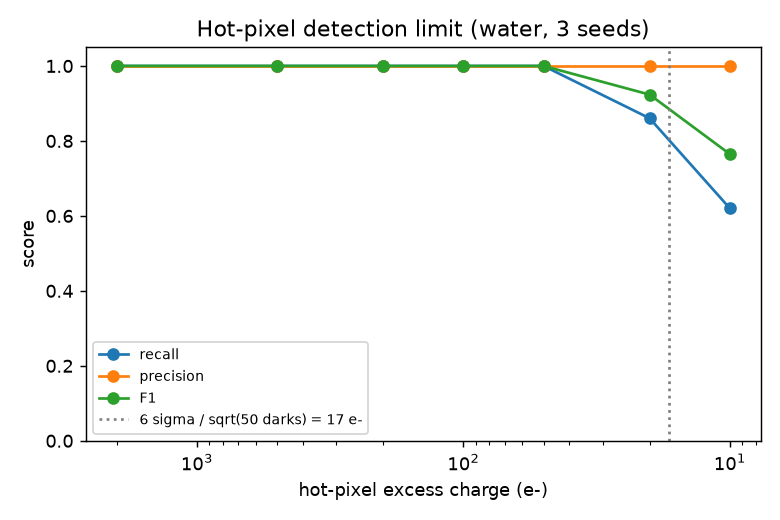 Hot-pixel detection limit (water, 3 seeds)
score
1.0
0.8
0.6
0.4
0.2
0.0
recall
precision
F1
6 sigma / sqrt(50 darks) = 17 e-
10³ 10² 10¹
hot-pixel excess charge (e-)